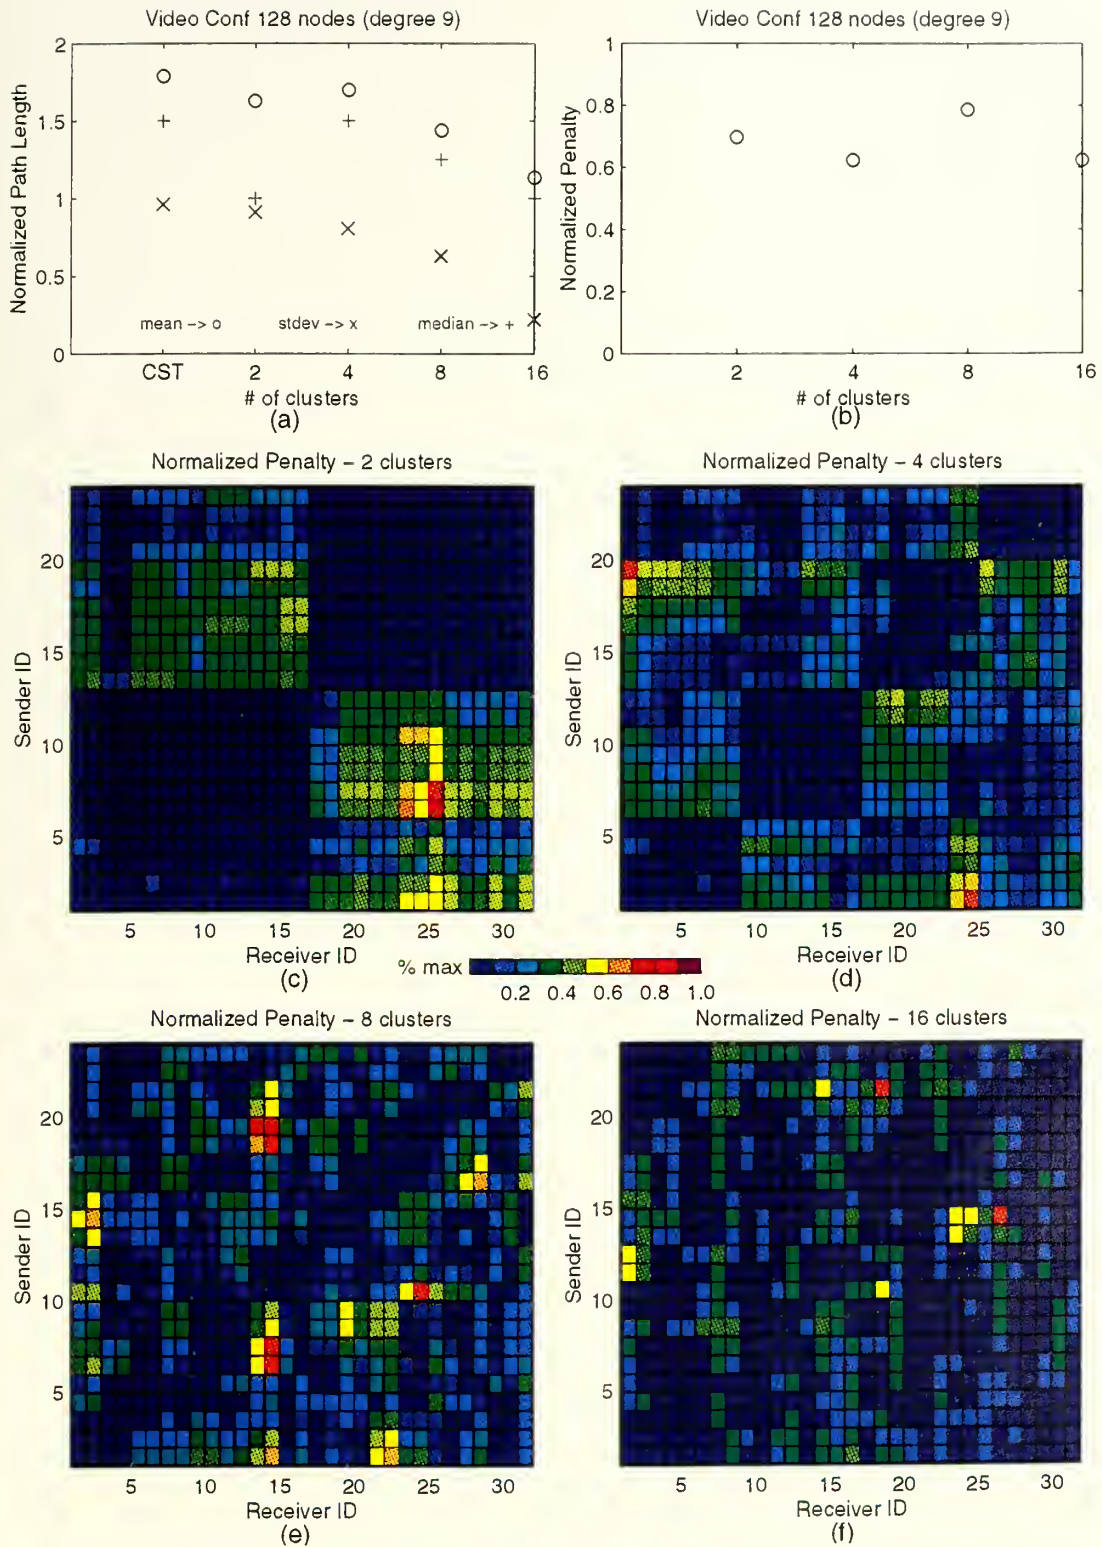 Video Conf 128 nodes (degree 9)
Normalized Path Length
2
1.5
1
0.5
0
mean -> o stdev -> x median -> +
CST 2 4 8 16
# of clusters
(a)
Video Conf 128 nodes (degree 9)
Normalized Penalty
1
0.8
0.6
0.4
0.2
0
2 4 8 16
# of clusters
(b)
Normalized Penalty – 2 clusters
Sender ID
20
15
10
5
5 10 15 20 25 30
Receiver ID
(c)
Normalized Penalty – 4 clusters
Sender ID
20
15
10
5
5 10 15 20 25 30
Receiver ID
(d)
% max
0.2 0.4 0.6 0.8 1.0
Normalized Penalty – 8 clusters
Sender ID
20
15
10
5
5 10 15 20 25 30
Receiver ID
(e)
Normalized Penalty – 16 clusters
Sender ID
20
15
10
5
5 10 15 20 25 30
Receiver ID
(f)